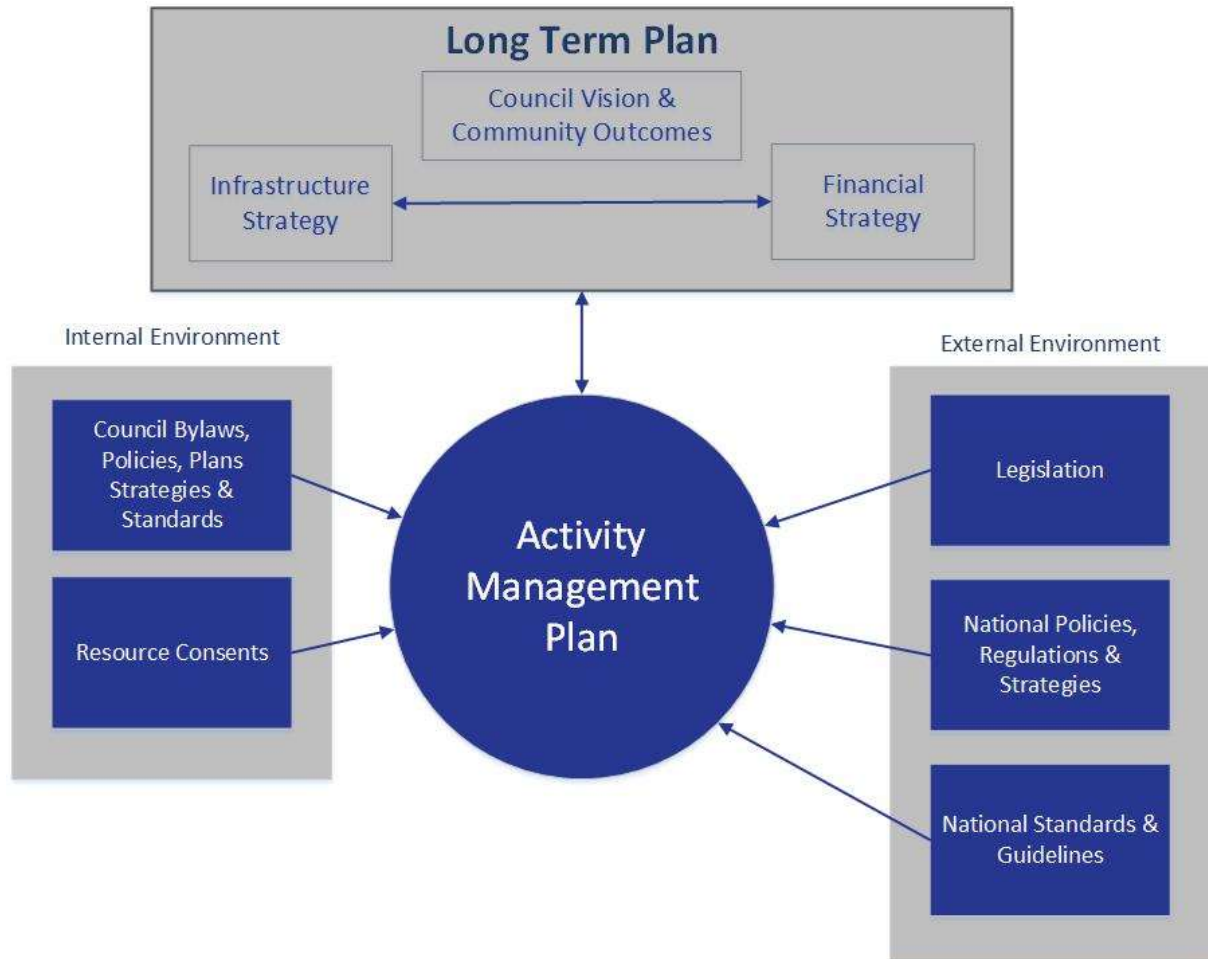 Long Term Plan
Council Vision &
Community Outcomes
Infrastructure
Strategy
Financial
Strategy
Internal Environment
External Environment
Council Bylaws,
Policies, Plans
Strategies &
Standards
Resource Consents
Activity
Management
Plan
Legislation
National Policies,
Regulations &
Strategies
National Standards &
Guidelines